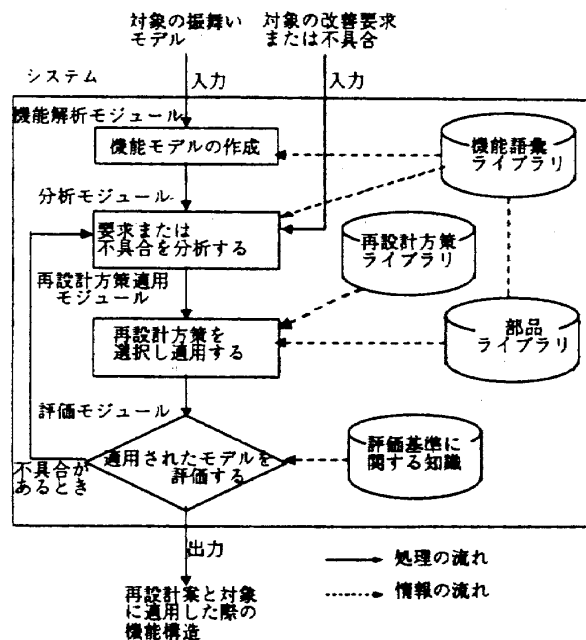 対象の振舞い
モデル
対象の改善要求
または不具合
システム
入力
入力
機能解析モジュール
機能モデルの作成
機能語彙
ライブラリ
分析モジュール
要求または
不具合を分析する
再設計方策
ライブラリ
再設計方策適用
モジュール
再設計方策を
選択し適用する
部品
ライブラリ
評価モジュール
適用されたモデルを
評価する
評価基準に
関する知識
不具合が
あるとき
出力
処理の流れ
情報の流れ
再設計案と対象
に適用した際の
機能構造